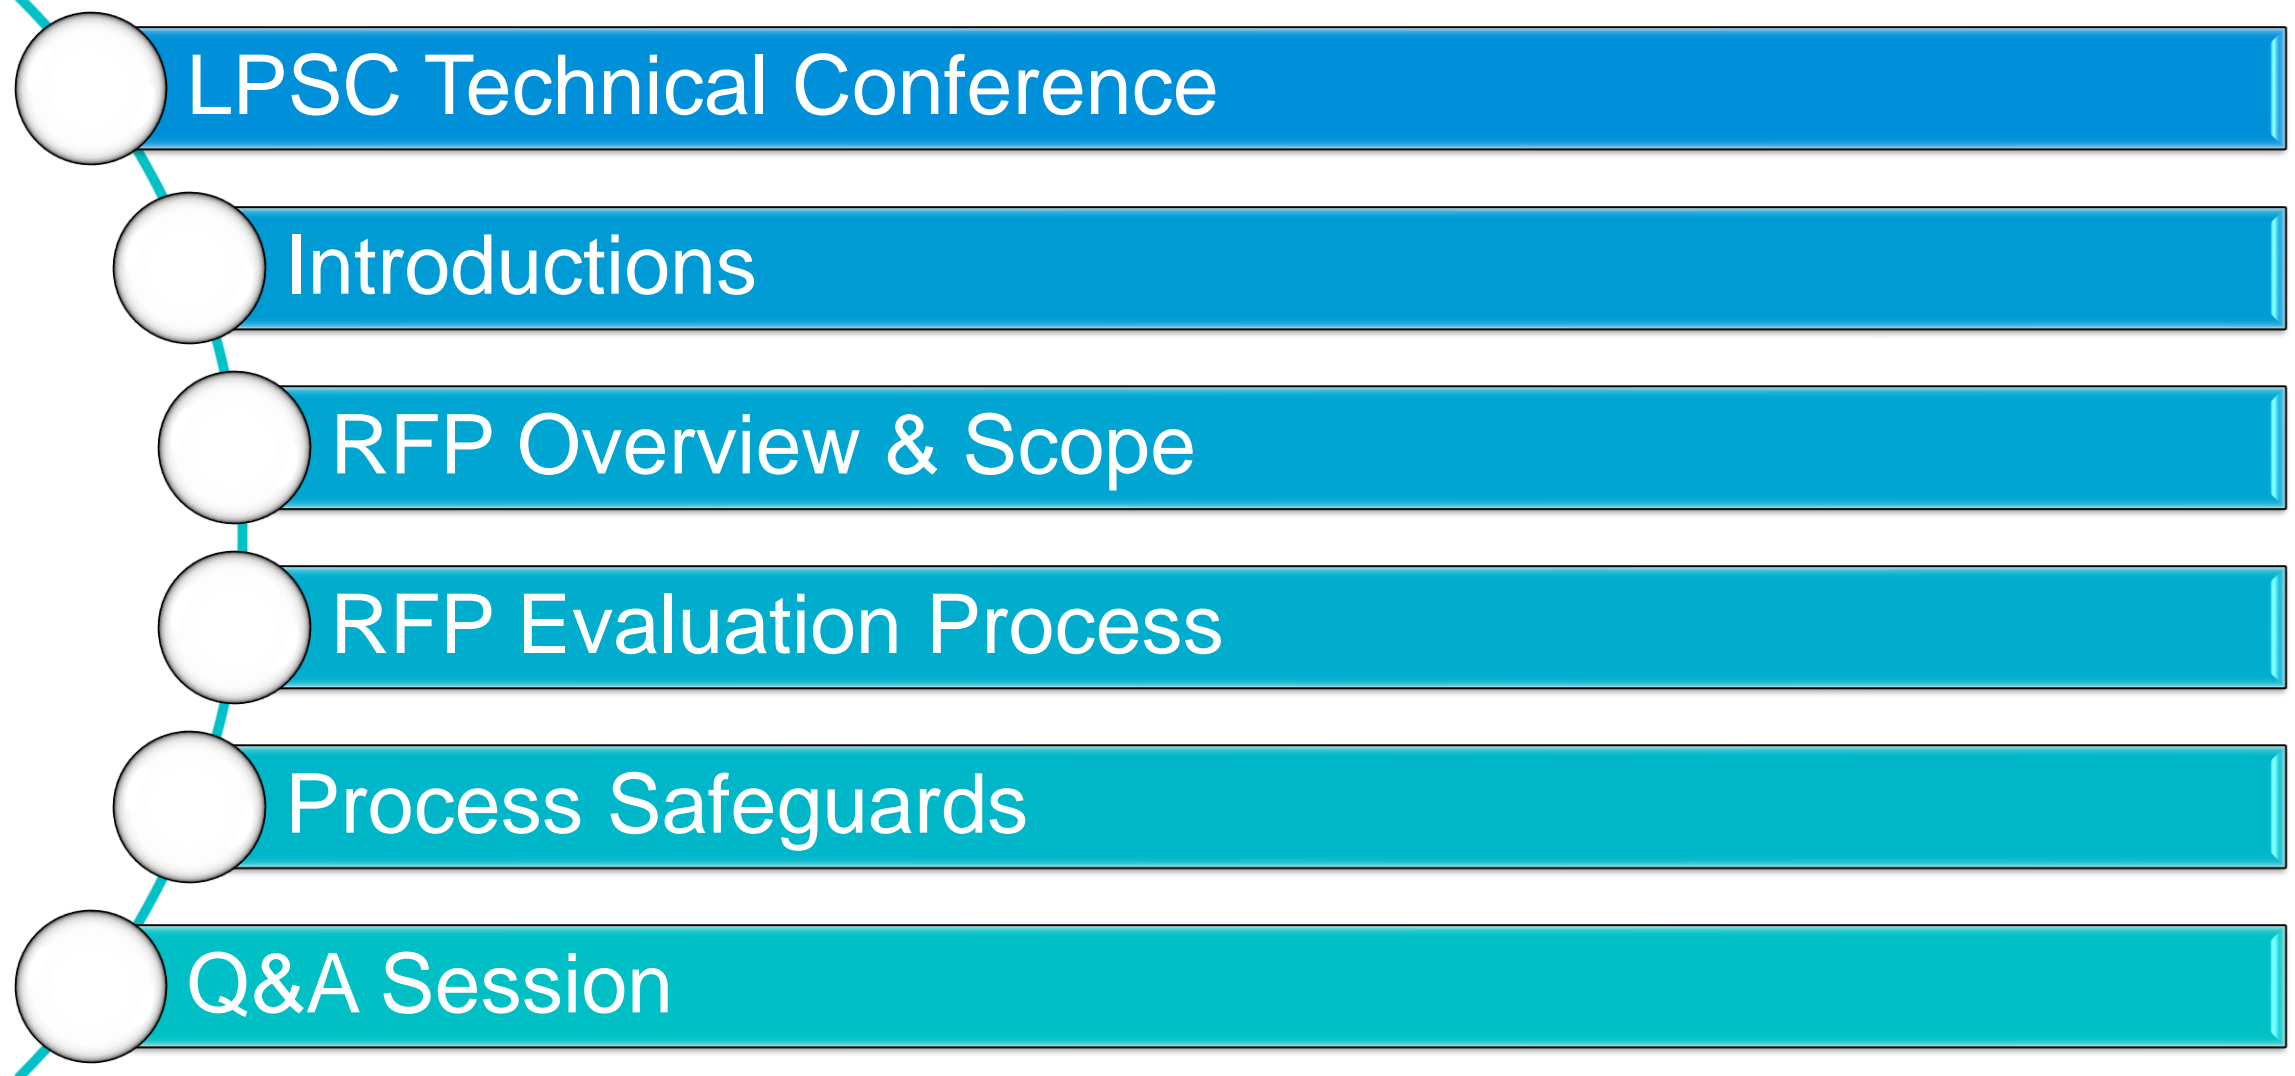 LPSC Technical Conference
Introductions
RFP Overview & Scope
RFP Evaluation Process
Process Safeguards
Q&A Session